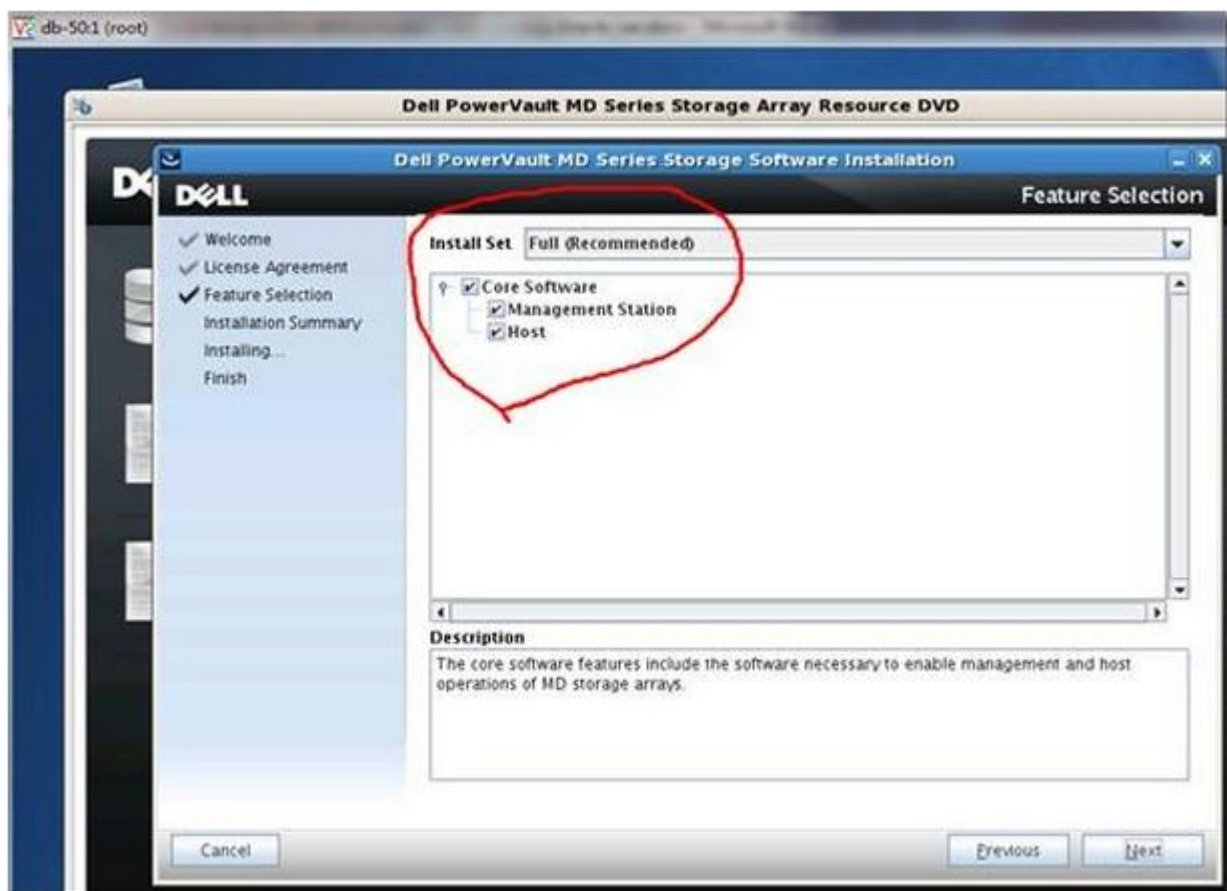 db-50:1 (root)
Dell PowerVault MD Series Storage Array Resource DVD
Dell PowerVault MD Series Storage Software Installation
DELL
Feature Selection
Welcome
License Agreement
Feature Selection
Installation Summary
Installing...
Finish
Install Set Full (Recommended)
Core Software
Management Station
Host
Description
The core software features include the software necessary to enable management and host
operations of MD storage arrays.
Cancel
Previous
Next